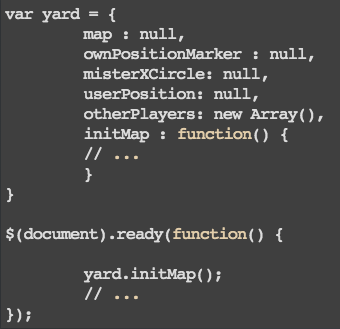 var yard = {
map : null,
ownPositionMarker : null,
misterXCircle: null,
userPosition: null,
otherPlayers: new Array(),
initMap : function() {
// ...
}
}
$(document).ready(function() {
yard.initMap();
// ...
});